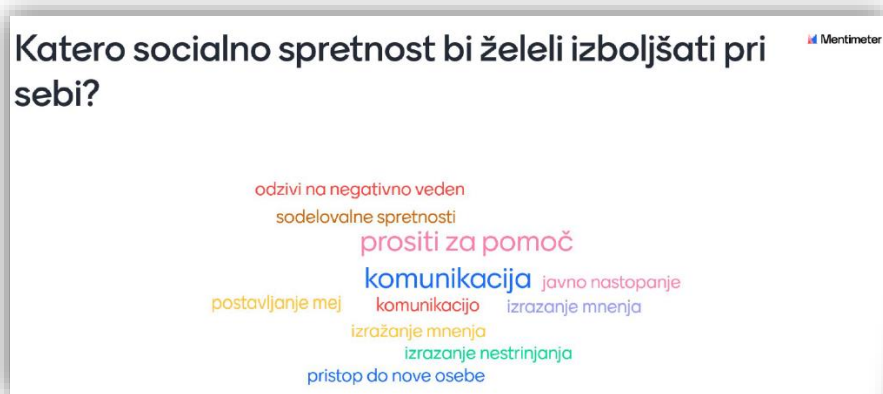 Katero socialno spretnost bi želeli izboljšati pri
sebi?
Mentimeter
odzivi na negativno veden
sodelovalne spretnosti
prositi za pomoč
komunikacija javno nastopanje
postavljanje mej komunikacijo izrazanje mnenja
izražanje mnenja
izrazanje nestrinjanja
pristop do nove osebe